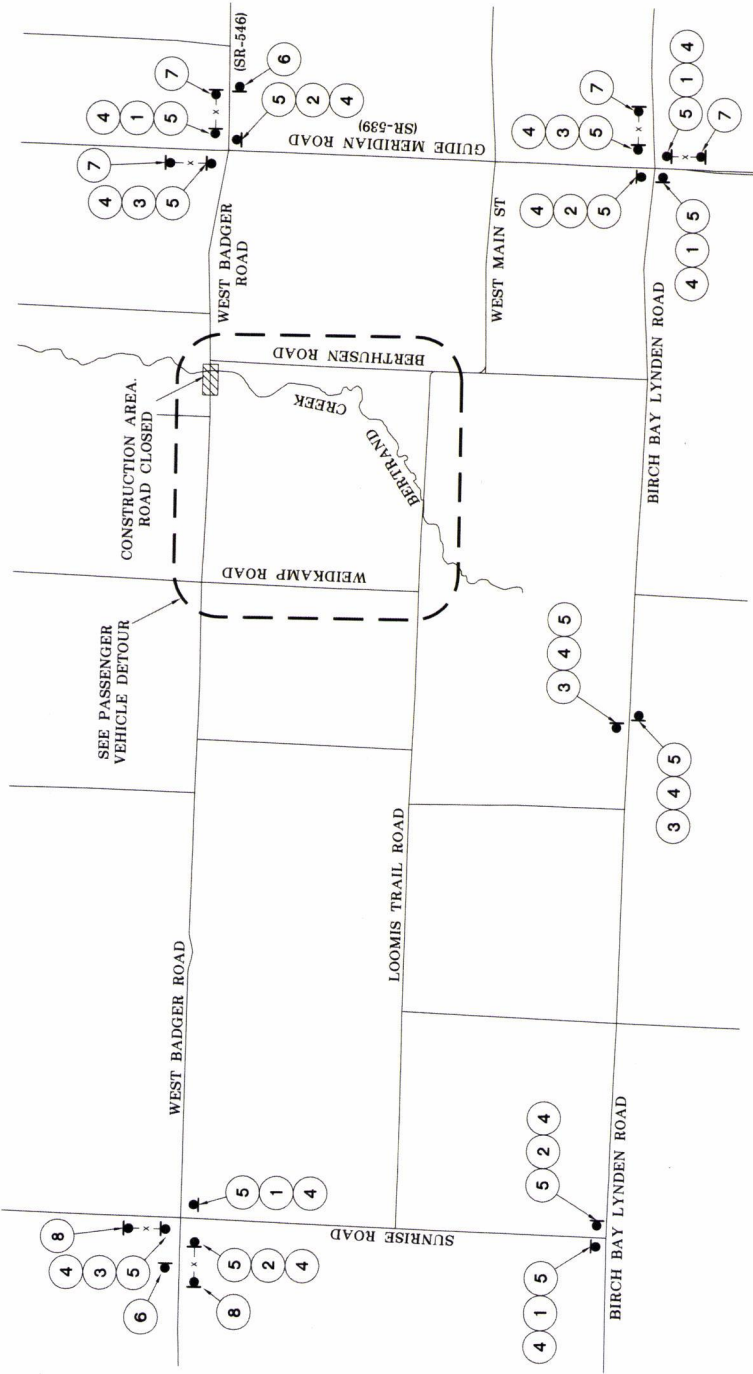 (SR-546)
7
4 1 5
6
7
4 3 5
5 2 4
GUIDE MERIDIAN ROAD
(SR-539)
WEST BADGER
ROAD
CONSTRUCTION AREA.
ROAD CLOSED
SEE PASSENGER
VEHICLE DETOUR
BERTHUSEN ROAD
CREEK
BERTRAND
WEIDKAMP ROAD
WEST MAIN ST
7
4 3 5
5 1 4
7
4 2 5
4 1 5
BIRCH BAY LYNDEN ROAD
3 4 5
3 4 5
WEST BADGER ROAD
LOOMIS TRAIL ROAD
8
4 3 5
6
5 1 4
5 2 4
8
SUNRISE ROAD
5 2 4
4 1 5
BIRCH BAY LYNDEN ROAD